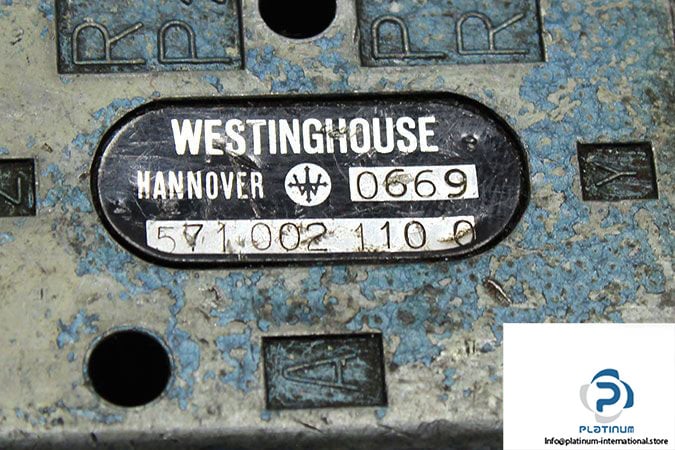 R P R
P R
WESTINGHOUSE
HANNOVER W 0669
571 002 110 0
Z Y
A
PLATINUM
Info@platinum-international.store